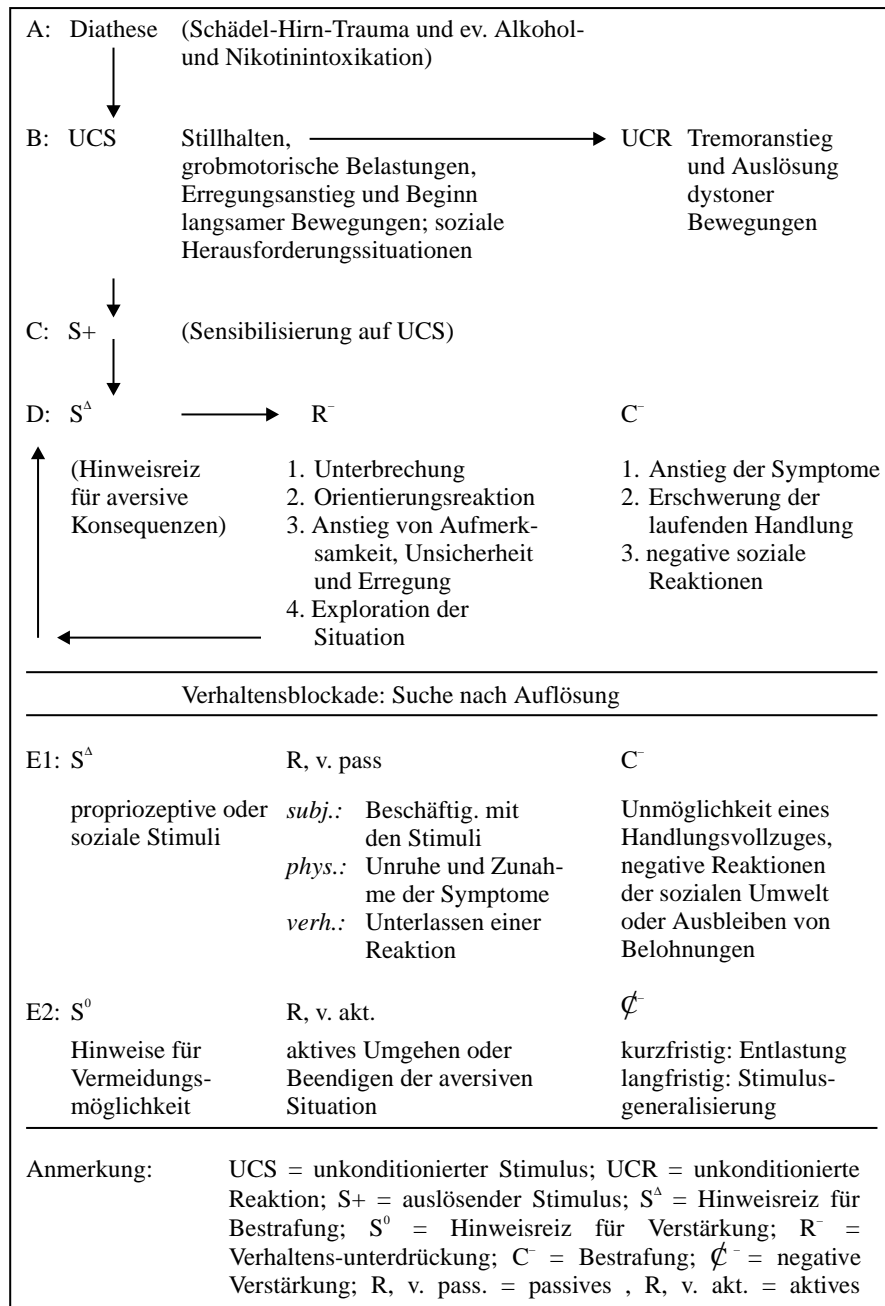 A: Diathese (Schädel-Hirn-Trauma und ev. Alkohol-
und Nikotinintoxikation)
B: UCS Stillhalten, UCR Tremoranstieg
grobmotorische Belastungen, und Auslösung
Erregungsanstieg und Beginn dystoner
langsamer Bewegungen; soziale Bewegungen
Herausforderungssituationen
C: S+ (Sensibilisierung auf UCS)
D: S^Δ R^- C^-
(Hinweisreiz 1. Unterbrechung 1. Anstieg der Symptome
für aversive 2. Orientierungsreaktion 2. Erschwerung der
Konsequenzen) 3. Anstieg von Aufmerk- laufenden Handlung
samkeit, Unsicherheit 3. negative soziale
und Erregung Reaktionen
4. Exploration der
Situation
Verhaltensblockade: Suche nach Auflösung
E1: S^Δ R, v. pass C^-
propriozeptive oder subj.: Beschäftig. mit Unmöglichkeit eines
soziale Stimuli den Stimuli Handlungsvollzuges,
phys.: Unruhe und Zunah- negative Reaktionen
me der Symptome der sozialen Umwelt
verh.: Unterlassen einer oder Ausbleiben von
Reaktion Belohnungen
E2: S^0 R, v. akt. C̸^-
Hinweise für aktives Umgehen oder kurzfristig: Entlastung
Vermeidungs- Beendigen der aversiven langfristig: Stimulus-
möglichkeit Situation generalisierung
Anmerkung: UCS = unkonditionierter Stimulus; UCR = unkonditionierte
Reaktion; S+ = auslösender Stimulus; S^Δ = Hinweisreiz für
Bestrafung; S^0 = Hinweisreiz für Verstärkung; R^- =
Verhaltens-unterdrückung; C^- = Bestrafung; C̸^- = negative
Verstärkung; R, v. pass. = passives , R, v. akt. = aktives